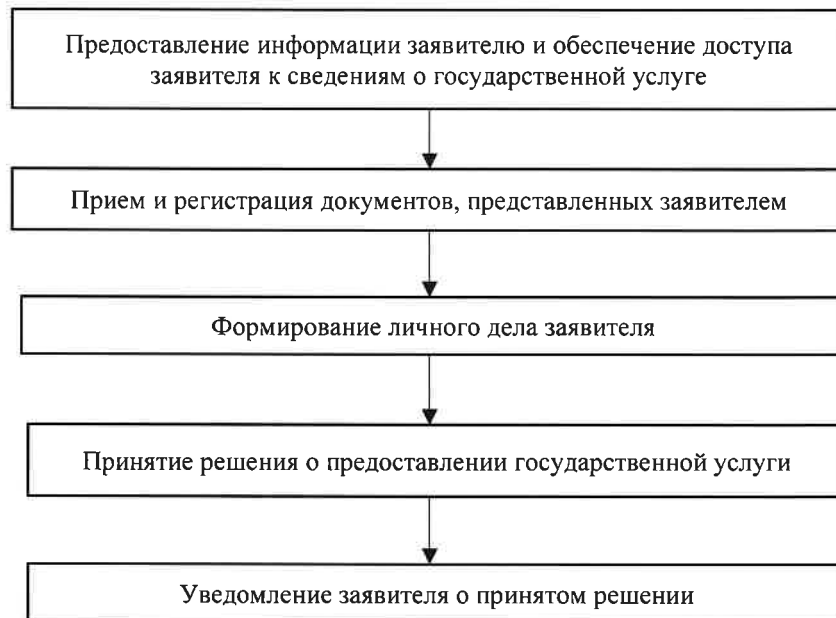 Предоставление информации заявителю и обеспечение доступа
заявителя к сведениям о государственной услуге
Прием и регистрация документов, представленных заявителем
Формирование личного дела заявителя
Принятие решения о предоставлении государственной услуги
Уведомление заявителя о принятом решении